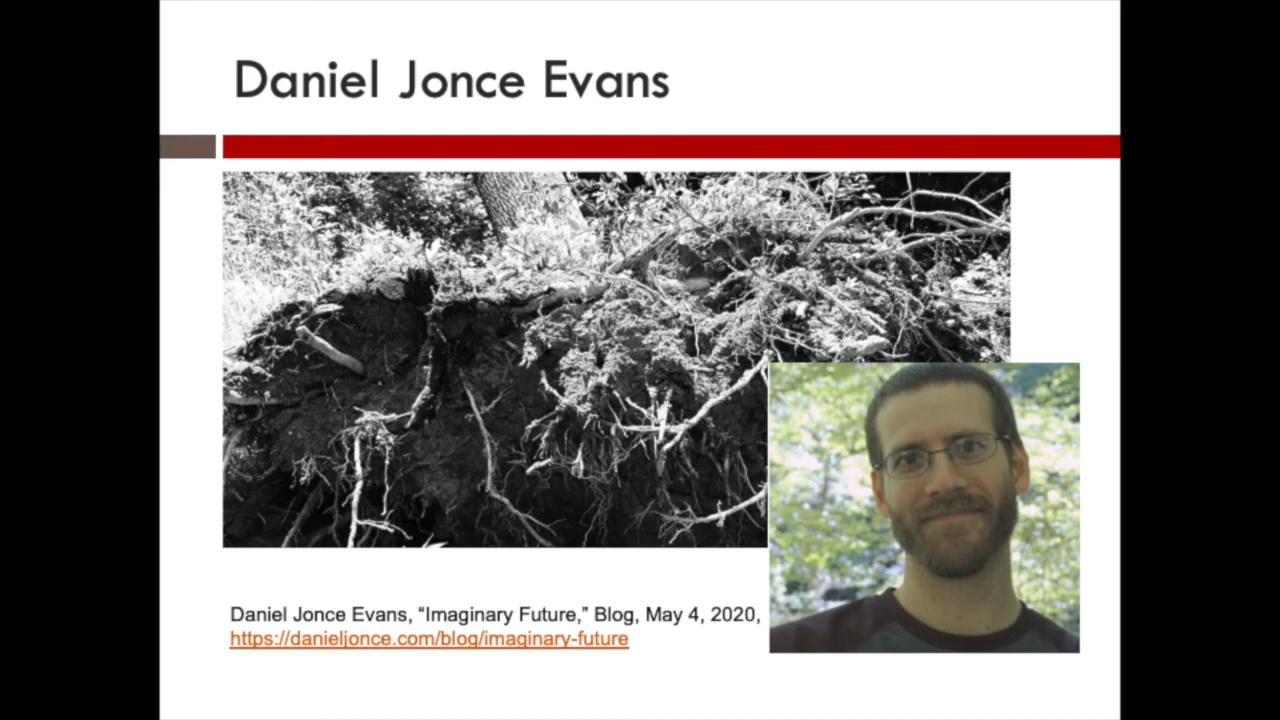 Daniel Jonce Evans
Daniel Jonce Evans, “Imaginary Future,” Blog, May 4, 2020,
https://danieljonce.com/blog/imaginary-future